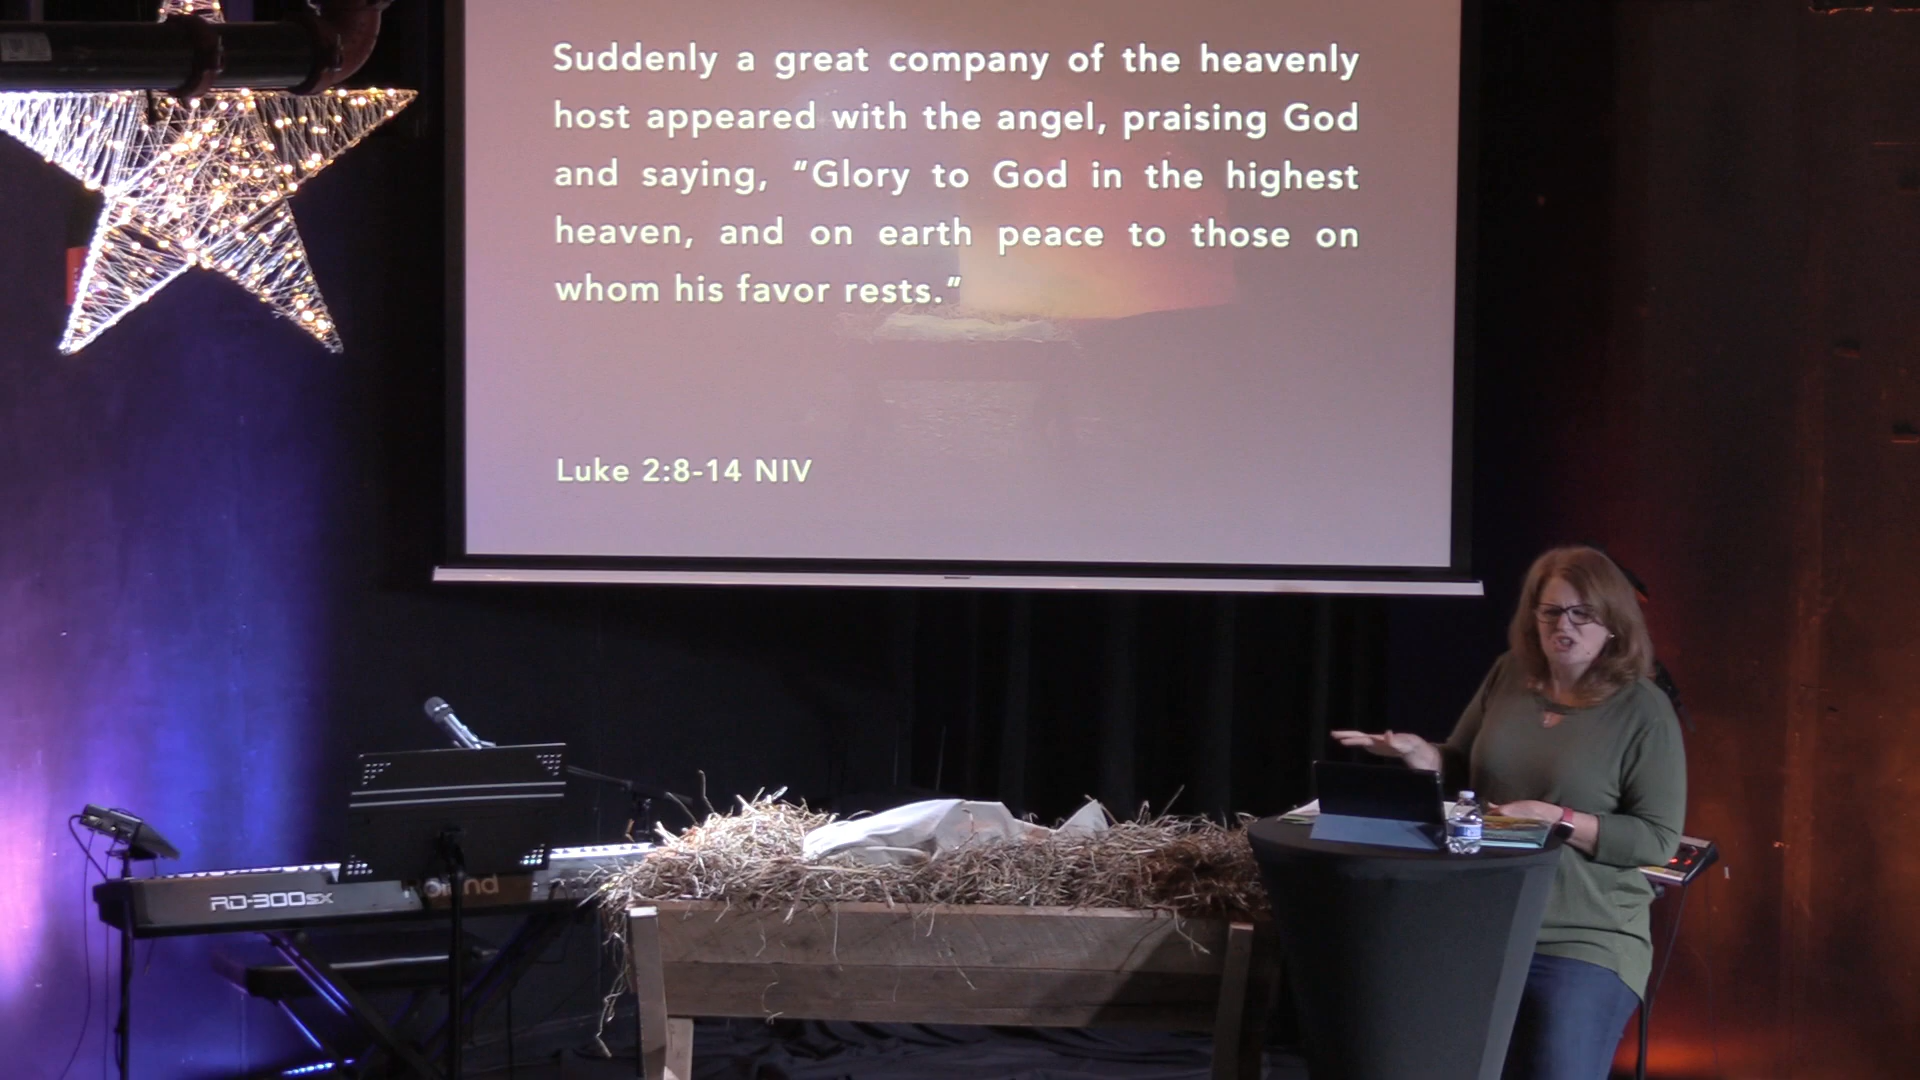 Suddenly a great company of the heavenly
host appeared with the angel, praising God
and saying, “Glory to God in the highest
heaven, and on earth peace to those on
whom his favor rests.”
Luke 2:8-14 NIV
RD-300SX